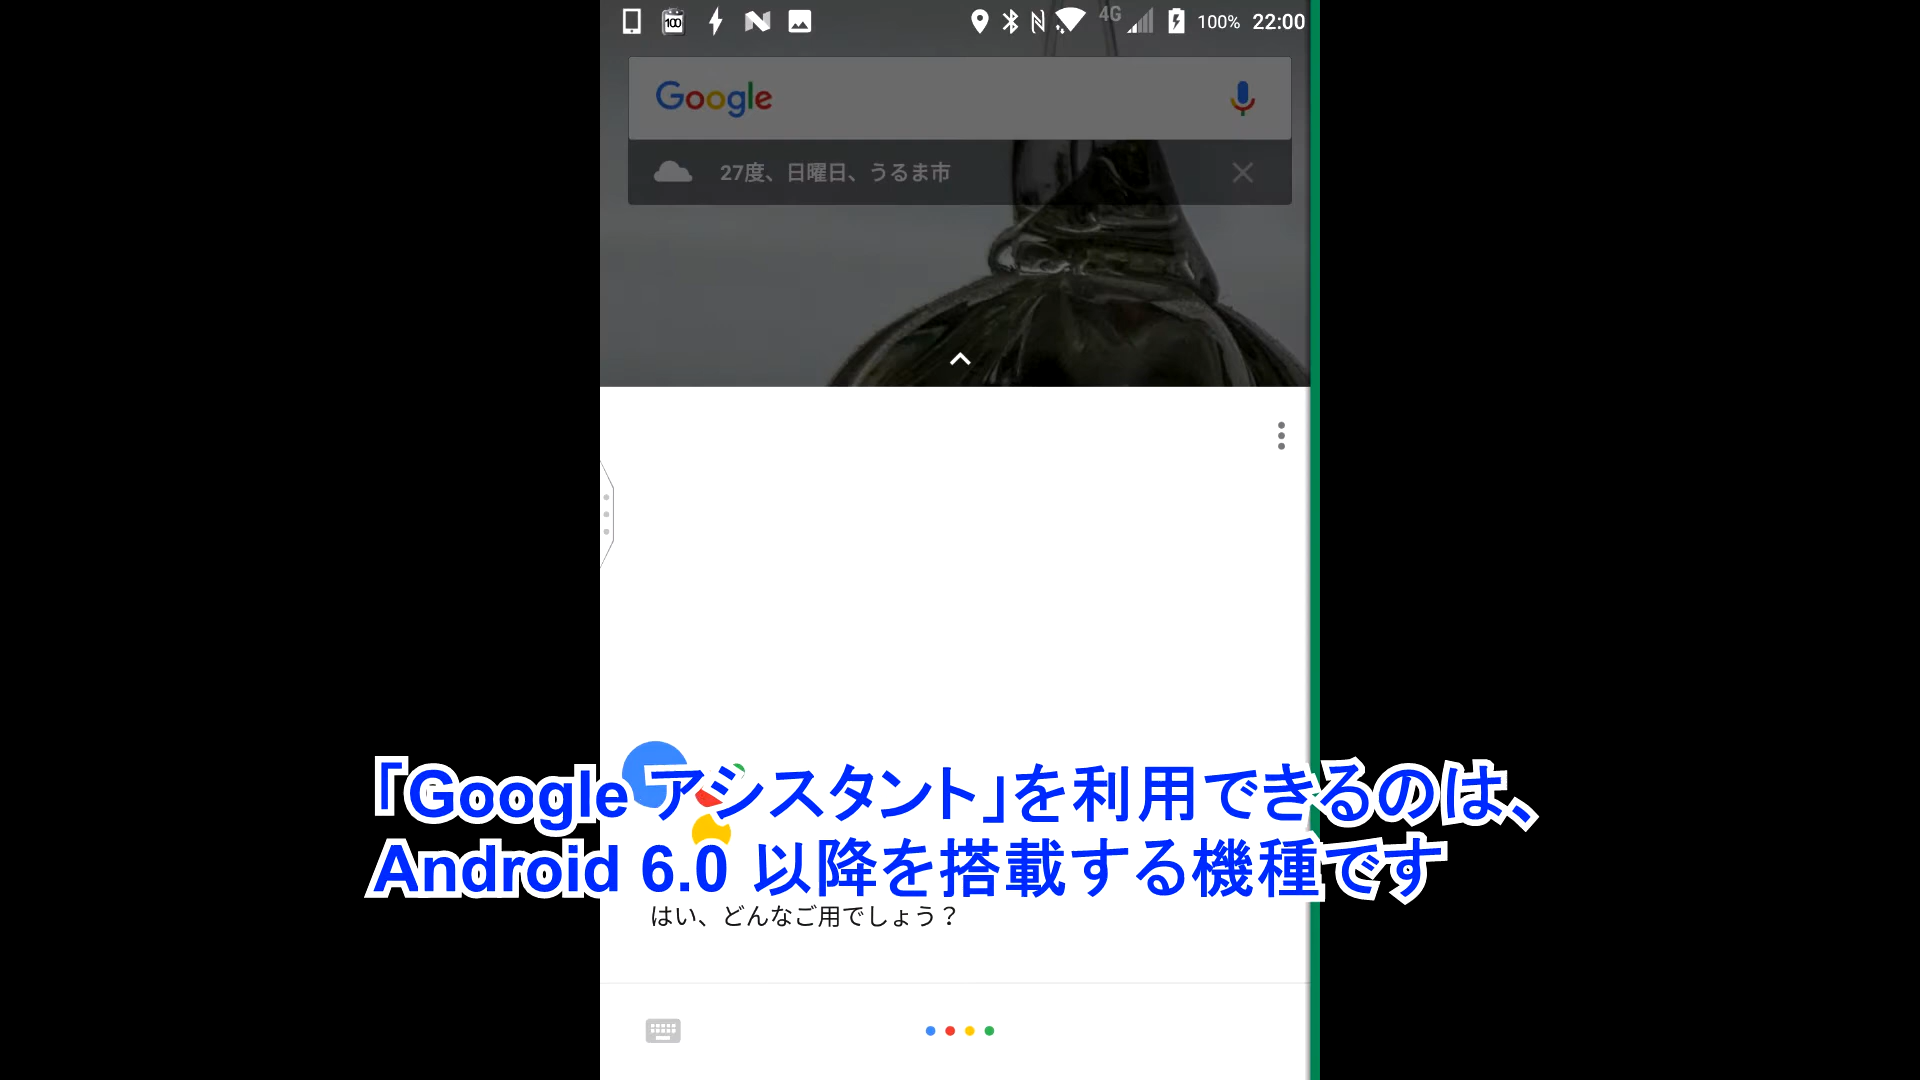 100
4G
100%
22:00
Google
27度、日曜日、うるま市
「Google アシスタント」を利用できるのは、
Android 6.0 以降を搭載する機種です
はい、どんなご用でしょう？